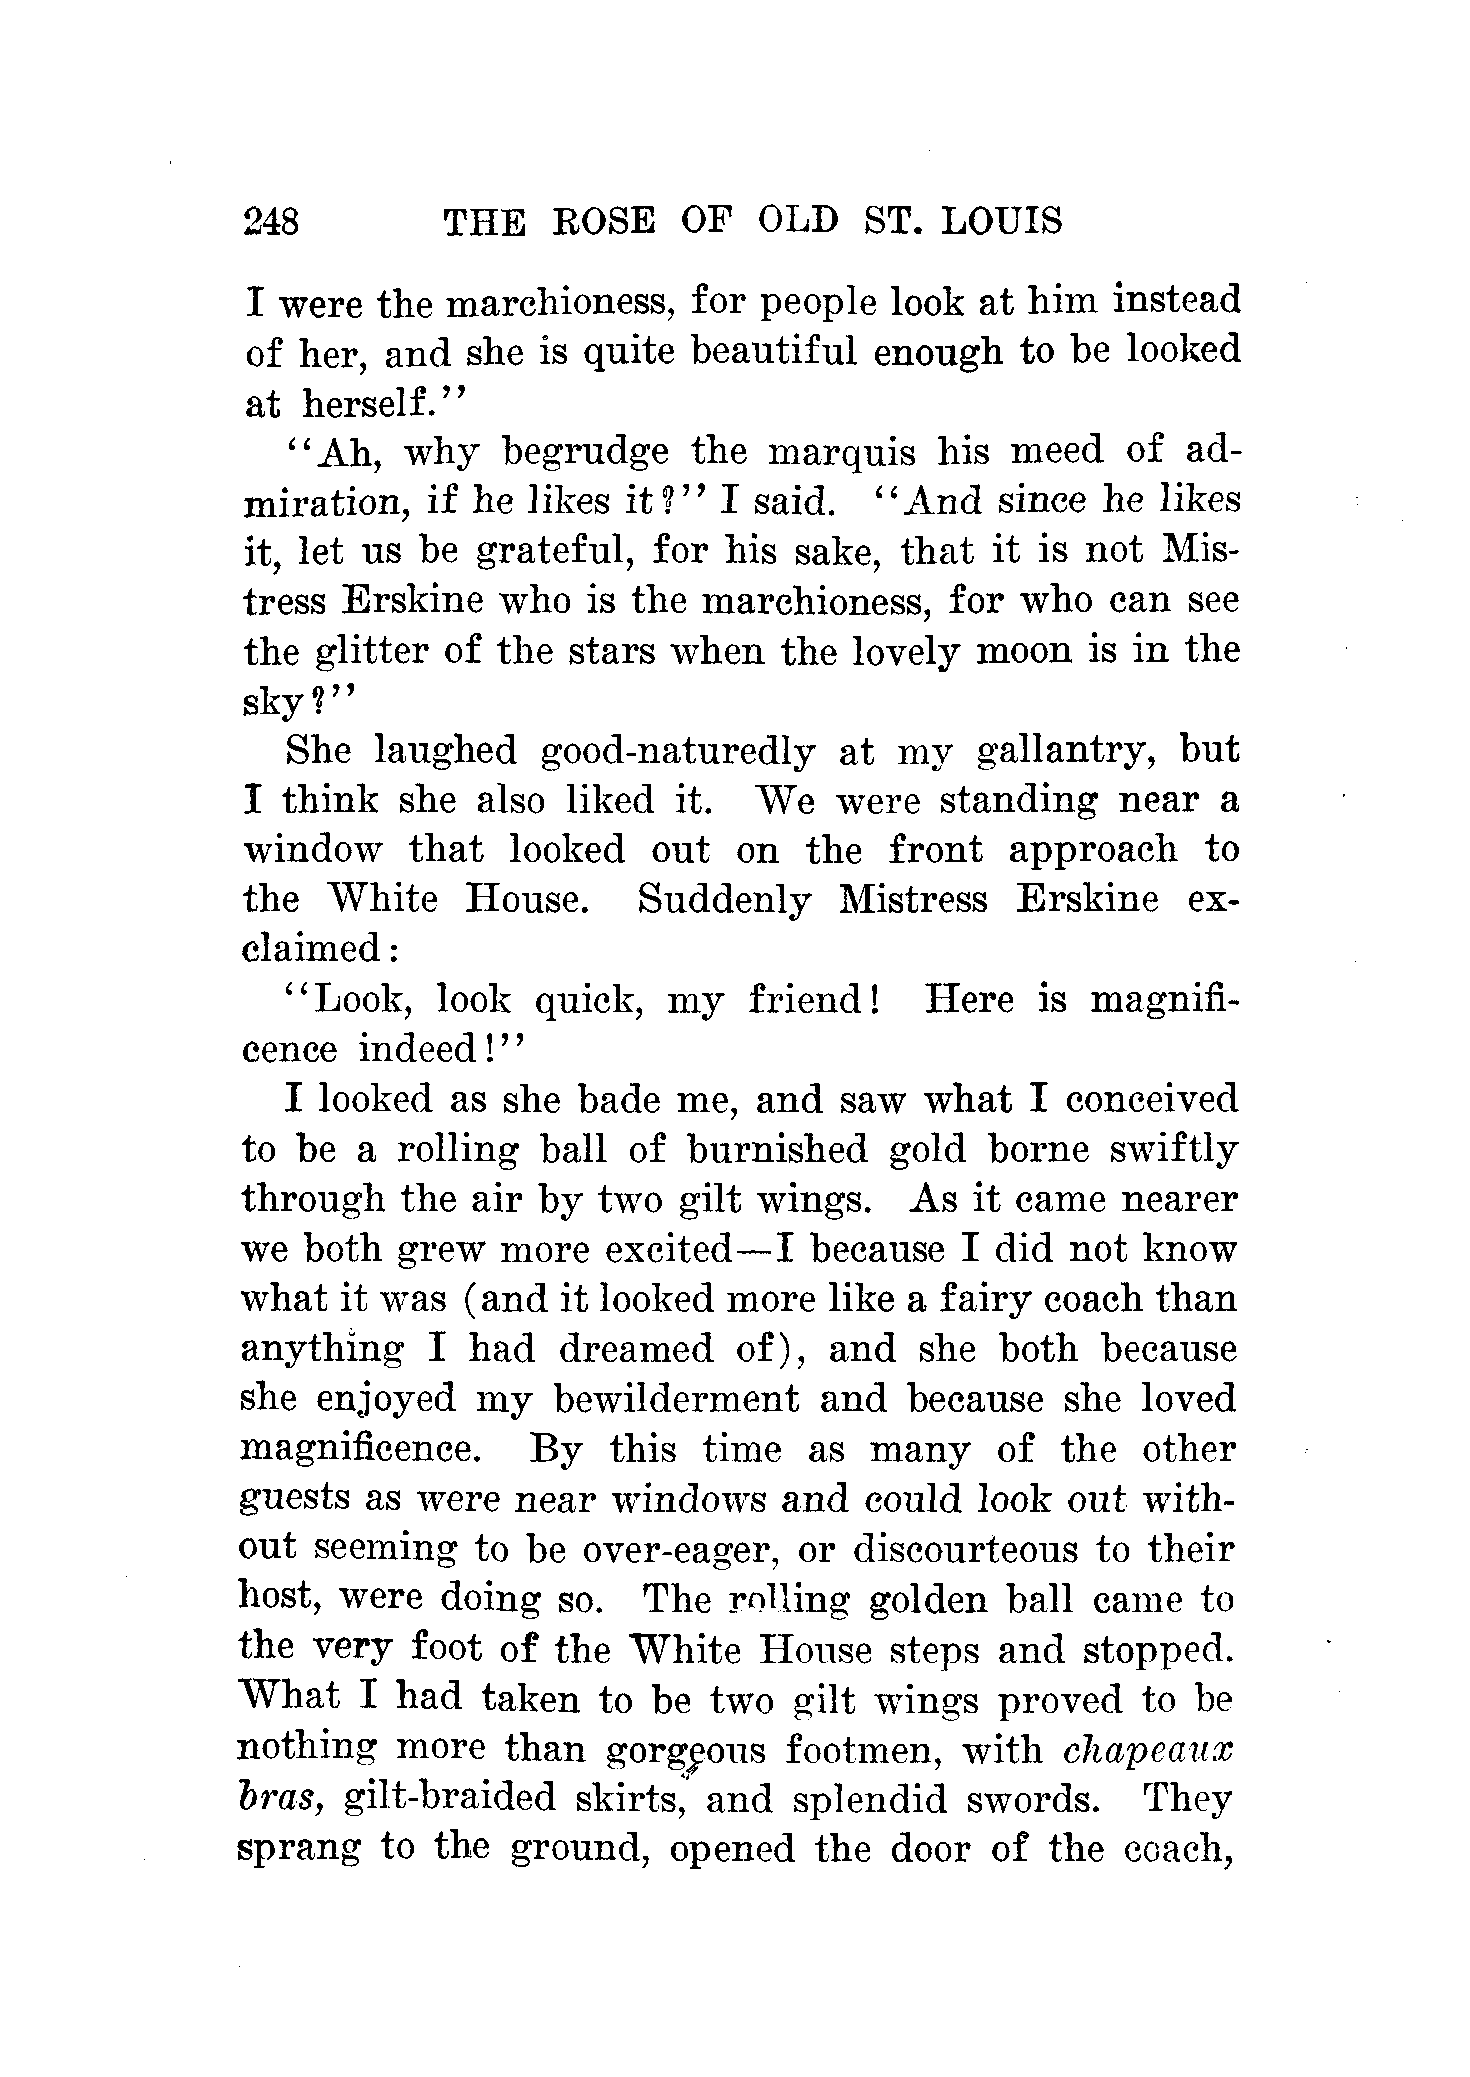 248 THE ROSE OF OLD ST. LOUIS
I were the marchioness, for people look at him instead
of her, and she is quite beautiful enough to be looked
at herself."
"Ah, why begrudge the marquis his meed of ad-
miration, if he likes it?" I said. "And since he likes
it, let us be grateful, for his sake, that it is not Mis-
tress Erskine who is the marchioness, for who can see
the glitter of the stars when the lovely moon is in the
sky?"
She laughed good-naturedly at my gallantry, but
I think she also liked it. We were standing near a
window that looked out on the front approach to
the White House. Suddenly Mistress Erskine ex-
claimed:
"Look, look quick, my friend! Here is magnifi-
cence indeed!"
I looked as she bade me, and saw what I conceived
to be a rolling ball of burnished gold borne swiftly
through the air by two gilt wings. As it came nearer
we both grew more excited—I because I did not know
what it was (and it looked more like a fairy coach than
anything I had dreamed of), and she both because
she enjoyed my bewilderment and because she loved
magnificence. By this time as many of the other
guests as were near windows and could look out with-
out seeming to be over-eager, or discourteous to their
host, were doing so. The rolling golden ball came to
the very foot of the White House steps and stopped.
What I had taken to be two gilt wings proved to be
nothing more than gorgeous footmen, with chapeaux
bras, gilt-braided skirts, and splendid swords. They
sprang to the ground, opened the door of the coach,